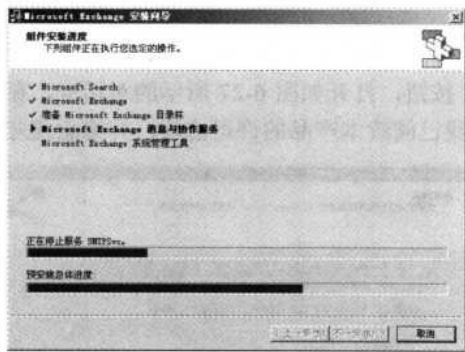 Microsoft Exchange 安装向导
组件安装进度
下列组件正在执行您选定的操作。
Microsoft Search
Microsoft Exchange
准备 Microsoft Exchange 目录林
Microsoft Exchange 消息与协作服务
Microsoft Exchange 系统管理工具
正在停止服务 SMTPSvc。
预安装总体进度
取消